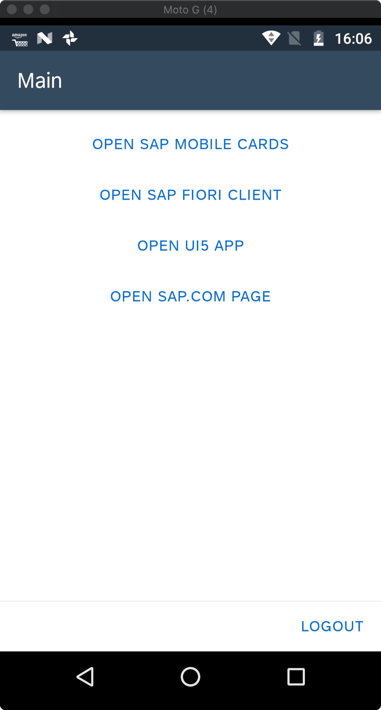 Moto G (4)
amazon
16:06
Main
OPEN SAP MOBILE CARDS
OPEN SAP FIORI CLIENT
OPEN UI5 APP
OPEN SAP.COM PAGE
LOGOUT